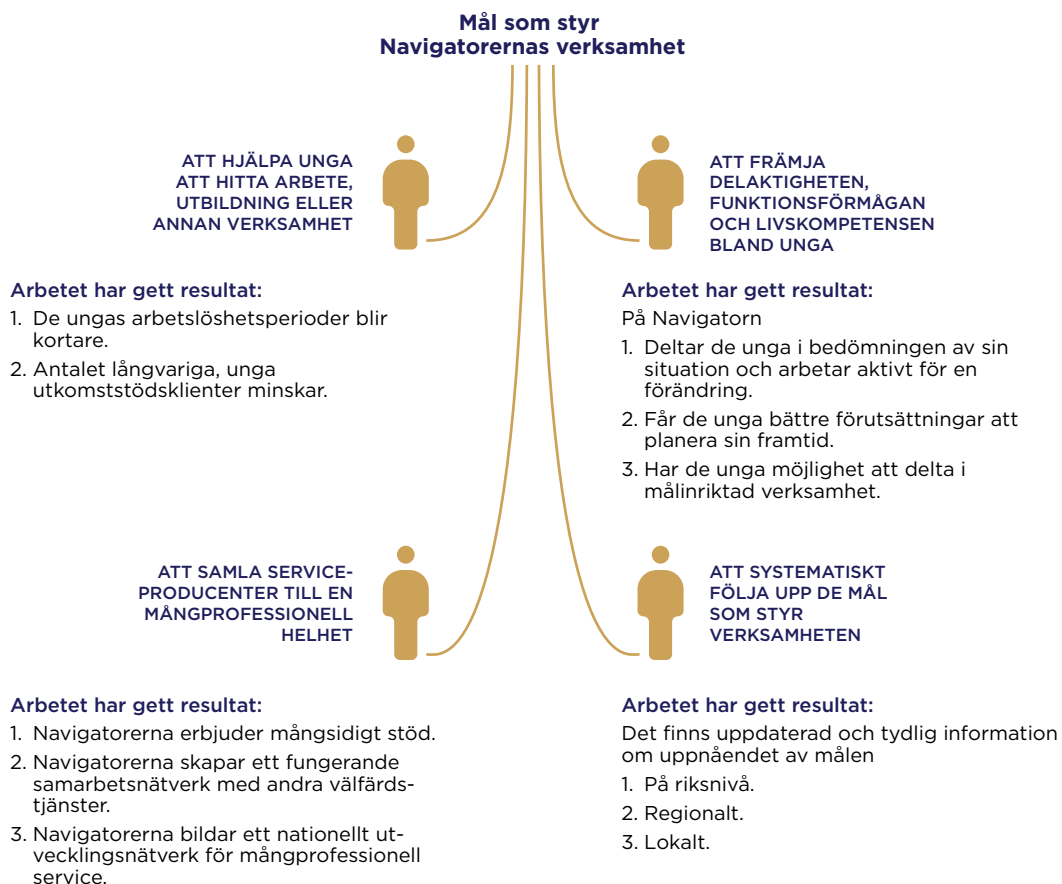 Mål som styr
Navigatorernas verksamhet
ATT HJÄLPA UNGA
ATT HITTA ARBETE,
UTBILDNING ELLER
ANNAN VERKSAMHET
Arbetet har gett resultat:
1. De ungas arbetslöshetsperioder blir
kortare.
2. Antalet långvariga, unga
utkomststödsklienter minskar.
ATT FRÄMJA
DELAKTIGHETEN,
FUNKTIONSFÖRMÅGAN
OCH LIVSKOMPETENSEN
BLAND UNGA
Arbetet har gett resultat:
På Navigatorn
1. Deltar de unga i bedömningen av sin
situation och arbetar aktivt för en
förändring.
2. Får de unga bättre förutsättningar att
planera sin framtid.
3. Har de unga möjlighet att delta i
målinriktad verksamhet.
ATT SAMLA SERVICE-
PRODUCENTER TILL EN
MÅNGPROFESSIONELL
HELHET
Arbetet har gett resultat:
1. Navigatorerna erbjuder mångsidigt stöd.
2. Navigatorerna skapar ett fungerande
samarbetsnätverk med andra välfärds-
tjänster.
3. Navigatorerna bildar ett nationellt ut-
vecklingsnätverk för mångprofessionell
service.
ATT SYSTEMATISKT
FÖLJA UPP DE MÅL
SOM STYR
VERKSAMHETEN
Arbetet har gett resultat:
Det finns uppdaterad och tydlig information
om uppnåendet av målen
1. På riksnivå.
2. Regionalt.
3. Lokalt.